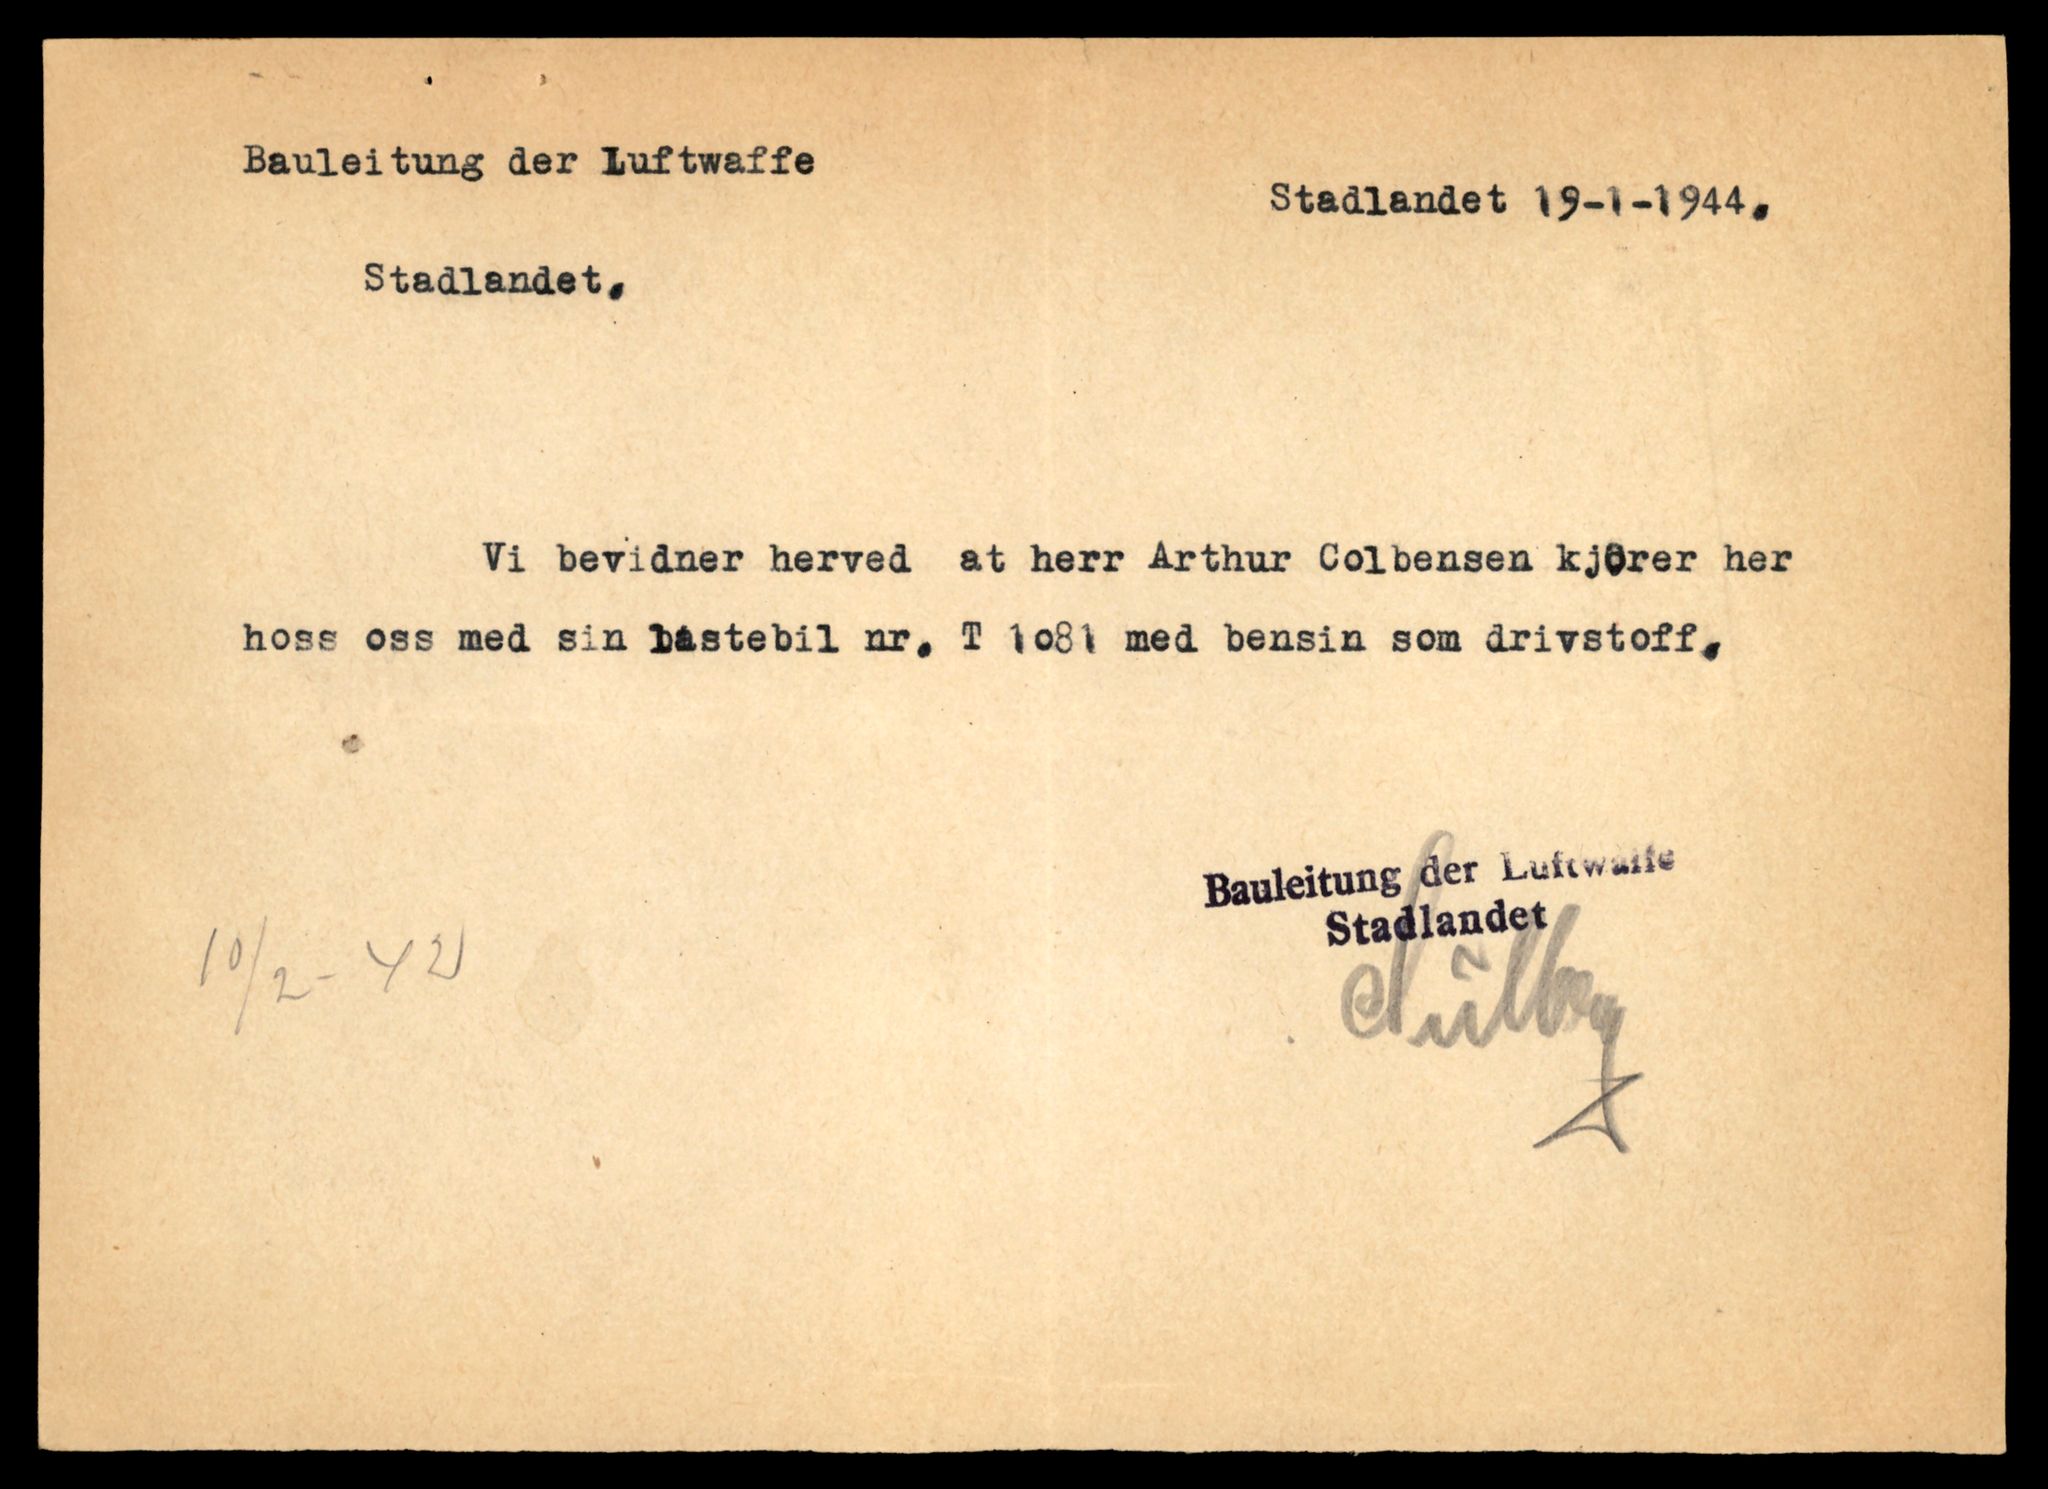 Bauleitung der Luftwaffe
Stadlandet 19-1-1944.
Stadlandet.
Vi bevidner herved at herr Arthur Colbensen kjører her
hoss oss med sin lastebil nr. T 1o81 med bensin som drivstoff.
Bauleitung der Luftwaffe
Stadlandet
10/2-42